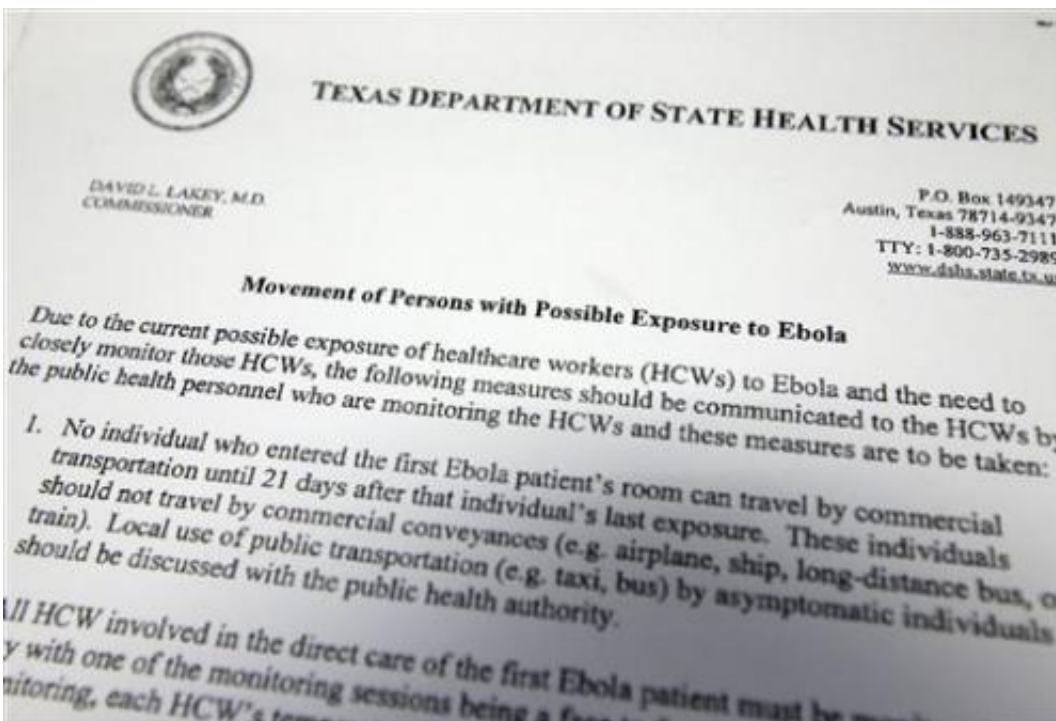 TEXAS DEPARTMENT OF STATE HEALTH SERVICES
DAVID L. LAKEY, M.D.
COMMISSIONER
P.O. Box 149347
Austin, Texas 78714-9347
1-888-963-7111
TTY: 1-800-735-2989
www.dshs.state.tx.us
Movement of Persons with Possible Exposure to Ebola
Due to the current possible exposure of healthcare workers (HCWs) to Ebola and the need to
closely monitor those HCWs, the following measures should be communicated to the HCWs by
the public health personnel who are monitoring the HCWs and these measures are to be taken:
1. No individual who entered the first Ebola patient's room can travel by commercial
transportation until 21 days after that individual's last exposure. These individuals
should not travel by commercial conveyances (e.g. airplane, ship, long-distance bus, or
train). Local use of public transportation (e.g. taxi, bus) by asymptomatic individuals
should be discussed with the public health authority.
All HCW involved in the direct care of the first Ebola patient must be
with one of the monitoring sessions being a
each HCW's